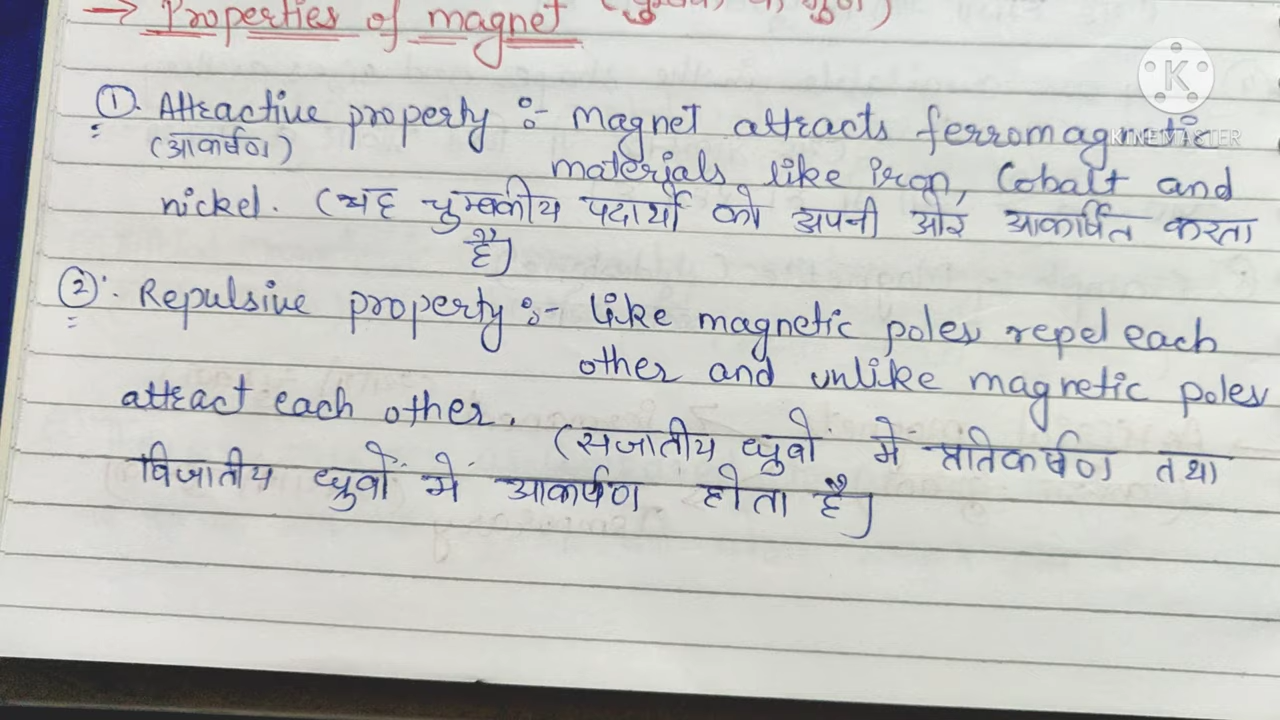 → Properties of magnet (चुम्बक के गुण)
①. Attractive property :- Magnet attracts ferromagnetic
(आकर्षण)
materials like iron, Cobalt and
nickel. (यह चुम्बकीय पदार्थो को अपनी ओर आकर्षित करता
है)
②. Repulsive property :- Like magnetic poles repel each
other and unlike magnetic poles
attract each other.
(सजातीय ध्रुवों में प्रतिकर्षण तथा
विजातीय ध्रुवों में आकर्षण होता है)
K
KINEMASTER